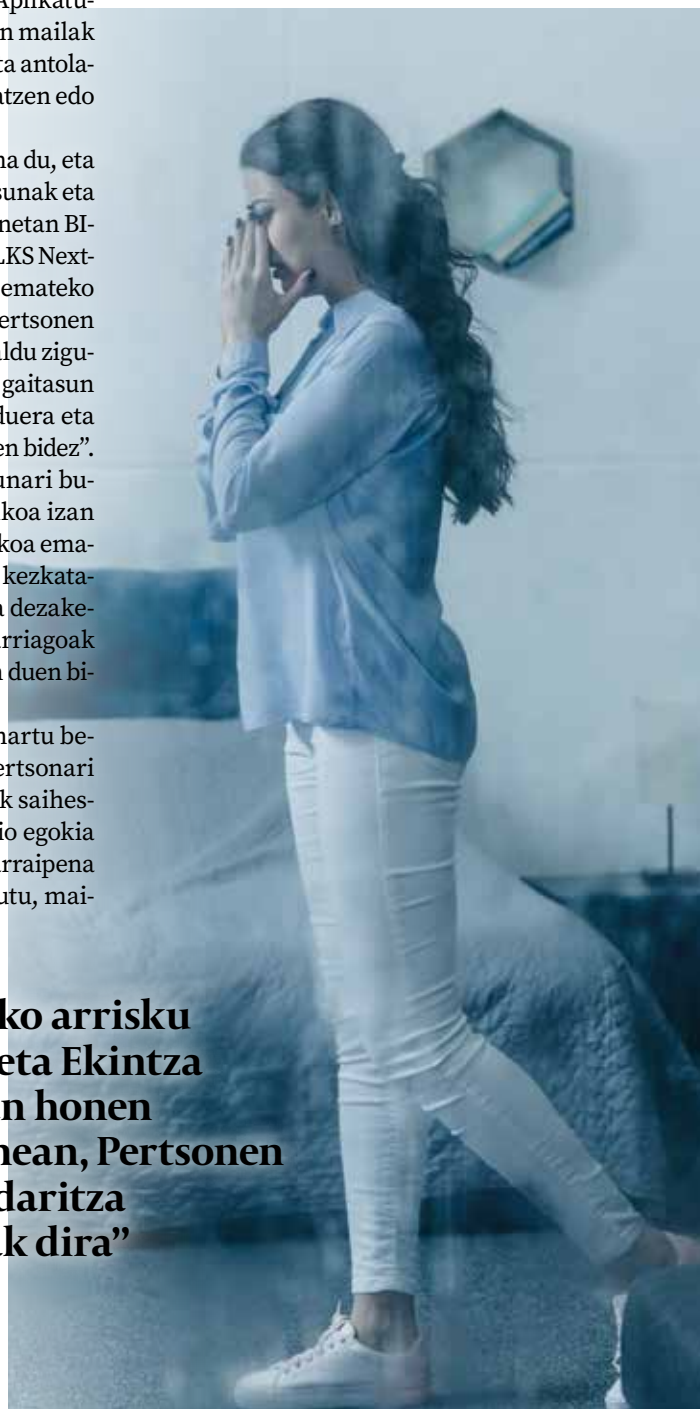 Aplikatu-
n mailak
ta antola-
atzen edo
na du, eta
sunak eta
netan BI-
LKS Next-
emateko
ertsonen
aldu zigu-
gaitasun
duera eta
en bidez”.
unari bu-
koa izan
koa ema-
kezkata-
a dezake-
rriagoak
n duen bi-
hartu be-
ertsonari
k saihes-
io egokia
rraipena
utu, mai-
ko arrisku
eta Ekintza
n honen
nean, Pertsonen
daritza
ak dira”